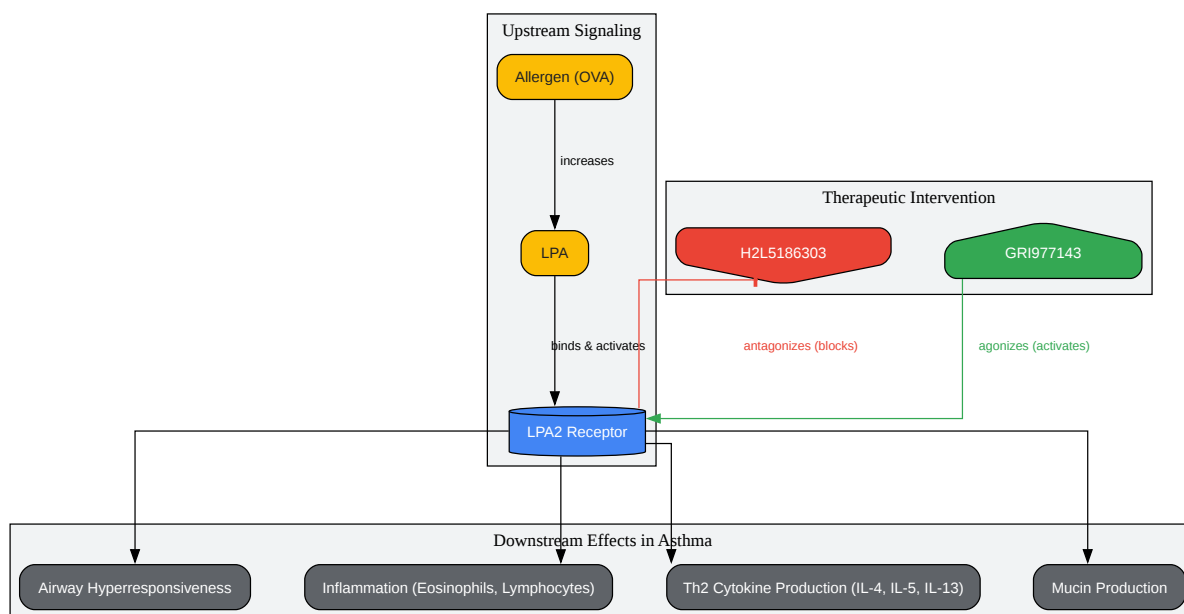 Upstream Signaling
Allergen (OVA)
increases
Therapeutic Intervention
LPA
H2L5186303
GRI977143
binds & activates
antagonizes (blocks)
agonizes (activates)
LPA2 Receptor
Downstream Effects in Asthma
Airway Hyperresponsiveness
Inflammation (Eosinophils, Lymphocytes)
Th2 Cytokine Production (IL-4, IL-5, IL-13)
Mucin Production